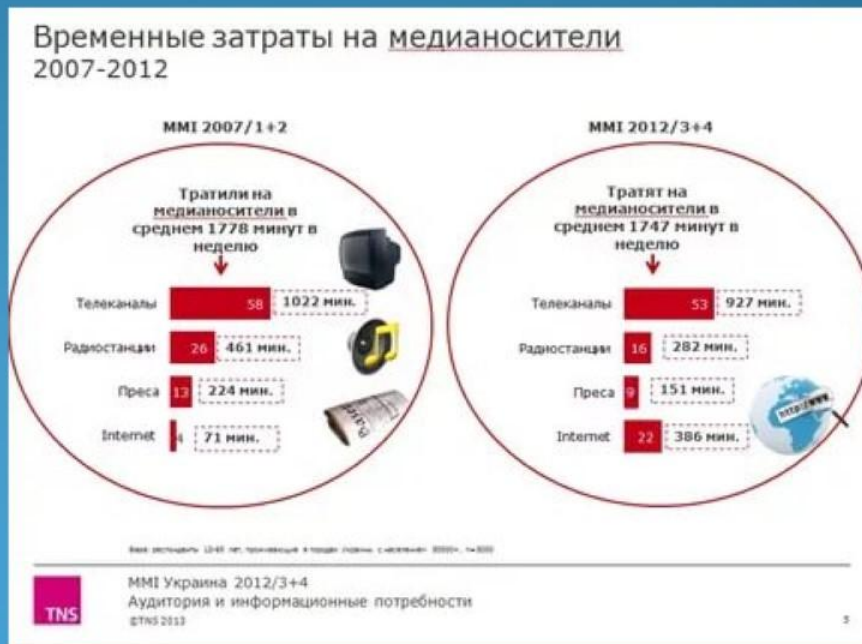 Временные затраты на медианосители
2007-2012
MMI 2007/1+2
Тратили на
медианосители в
среднем 1778 минут в
неделю
Телеканалы 58 1022 мин.
Радиостанции 26 461 мин.
Преса 13 224 мин.
Internet 4 71 мин.
MMI 2012/3+4
Тратят на
медианосители в
среднем 1747 минут в
неделю
Телеканалы 53 927 мин.
Радиостанции 16 282 мин.
Преса 9 151 мин.
Internet 22 386 мин.
http://www.
TNS
MMI Украина 2012/3+4
Аудитория и информационные потребности
©TNS 2013